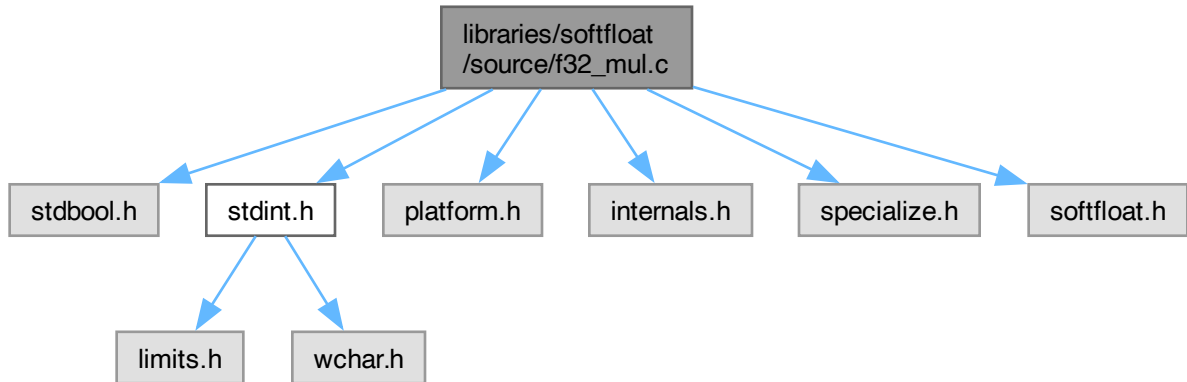 libraries/softfloat
/source/f32_mul.c
stdbool.h
stdint.h
platform.h
internals.h
specialize.h
softfloat.h
limits.h
wchar.h